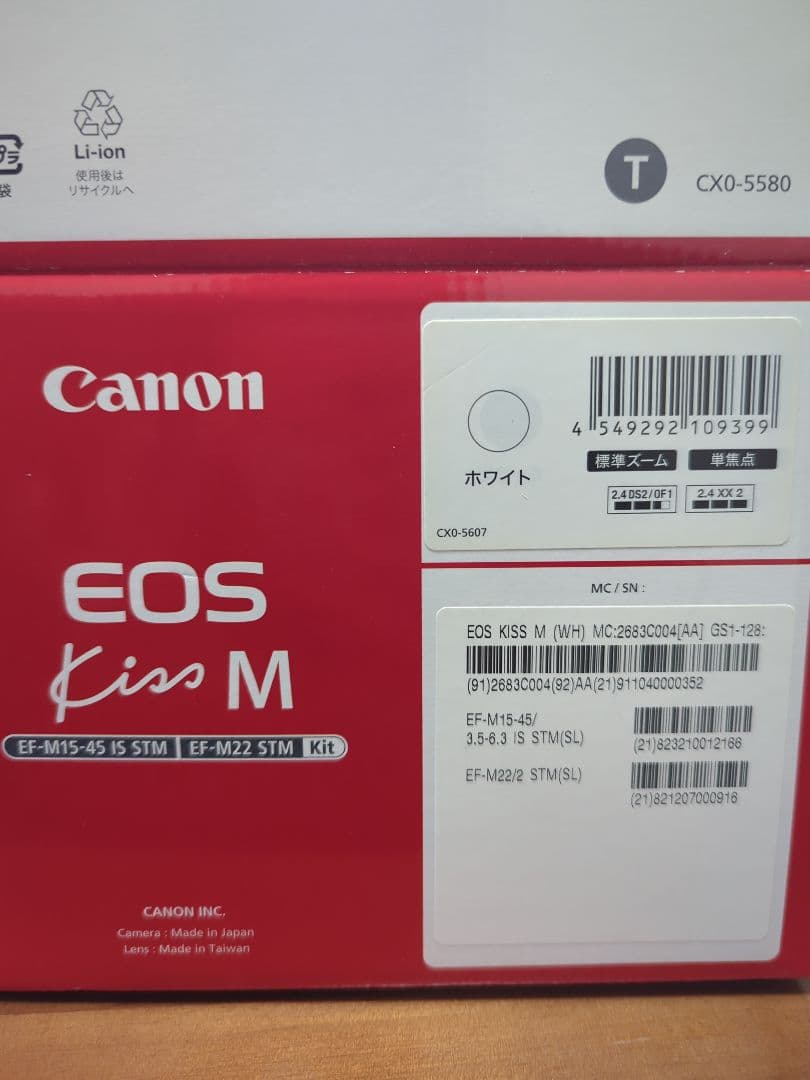 プラ
袋
Li-ion
使用後は
リサイクルへ
T
CX0-5580
Canon
EOS
Kiss M
EF-M15-45 IS STM EF-M22 STM Kit
CANON INC.
Camera : Made in Japan
Lens : Made in Taiwan
ホワイト
4 549292 109399
標準ズーム 単焦点
2.4 DS2/0F1 2.4 XX 2
CX0-5607
MC / SN :
EOS KISS M (WH) MC:2683C004[AA] GS1-128:
(91)2683C004(92)AA(21)911040000352
EF-M15-45/
3.5-6.3 IS STM(SL)
(21)823210012166
EF-M22/2 STM(SL)
(21)821207000916